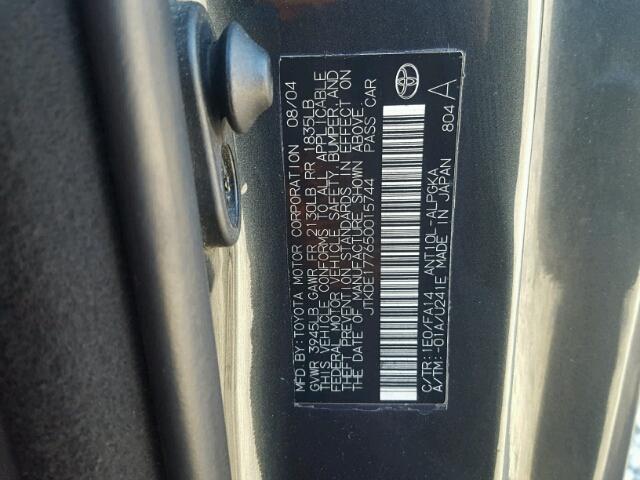 MFD. BY: TOYOTA MOTOR CORPORATION 08/04
GVWR 3945LB GAWR FR 2130LB RR 1835LB
THIS VEHICLE CONFORMS TO ALL APPLICABLE
FEDERAL MOTOR VEHICLE SAFETY, BUMPER, AND
THEFT PREVENTION STANDARDS IN EFFECT ON
THE DATE OF MANUFACTURE SHOWN ABOVE.
JTKDE177650015744 PASS CAR
C/TR: 1E0/FA14 ANT10L-ALPGKA
A/TM: -01A/U241E MADE IN JAPAN 804 A